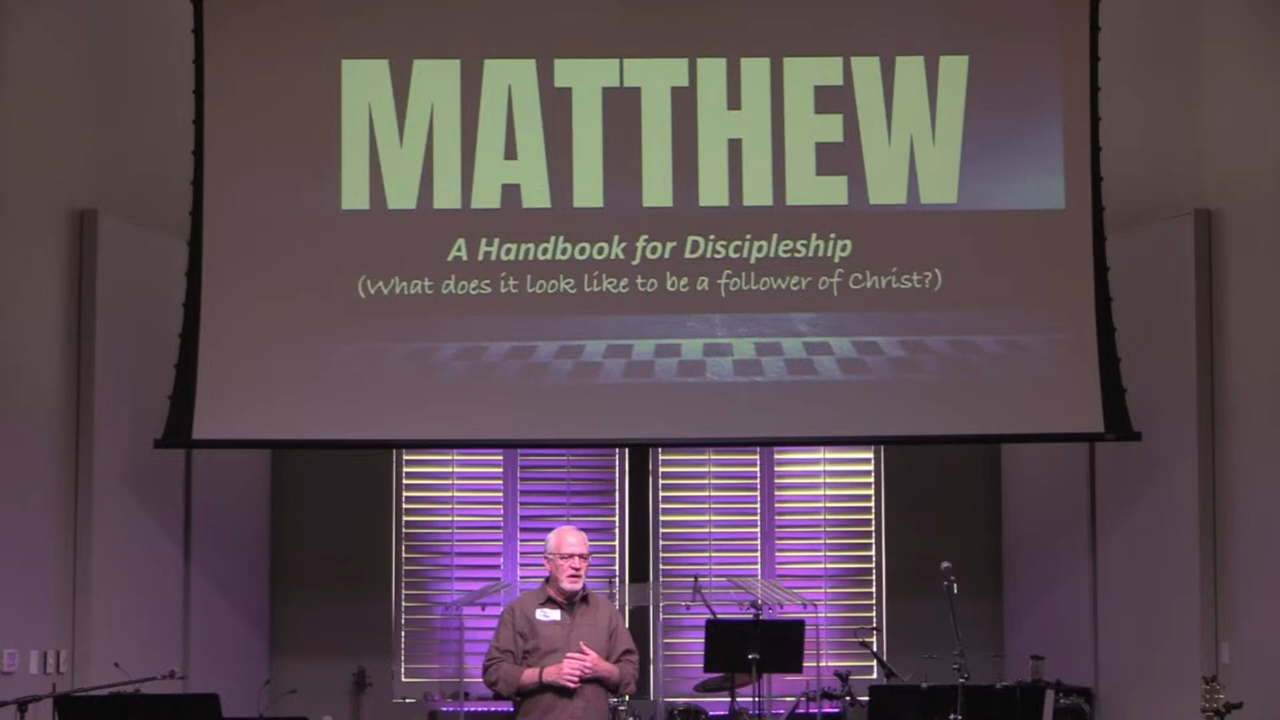 MATTHEW
A Handbook for Discipleship
(What does it look like to be a follower of Christ?)